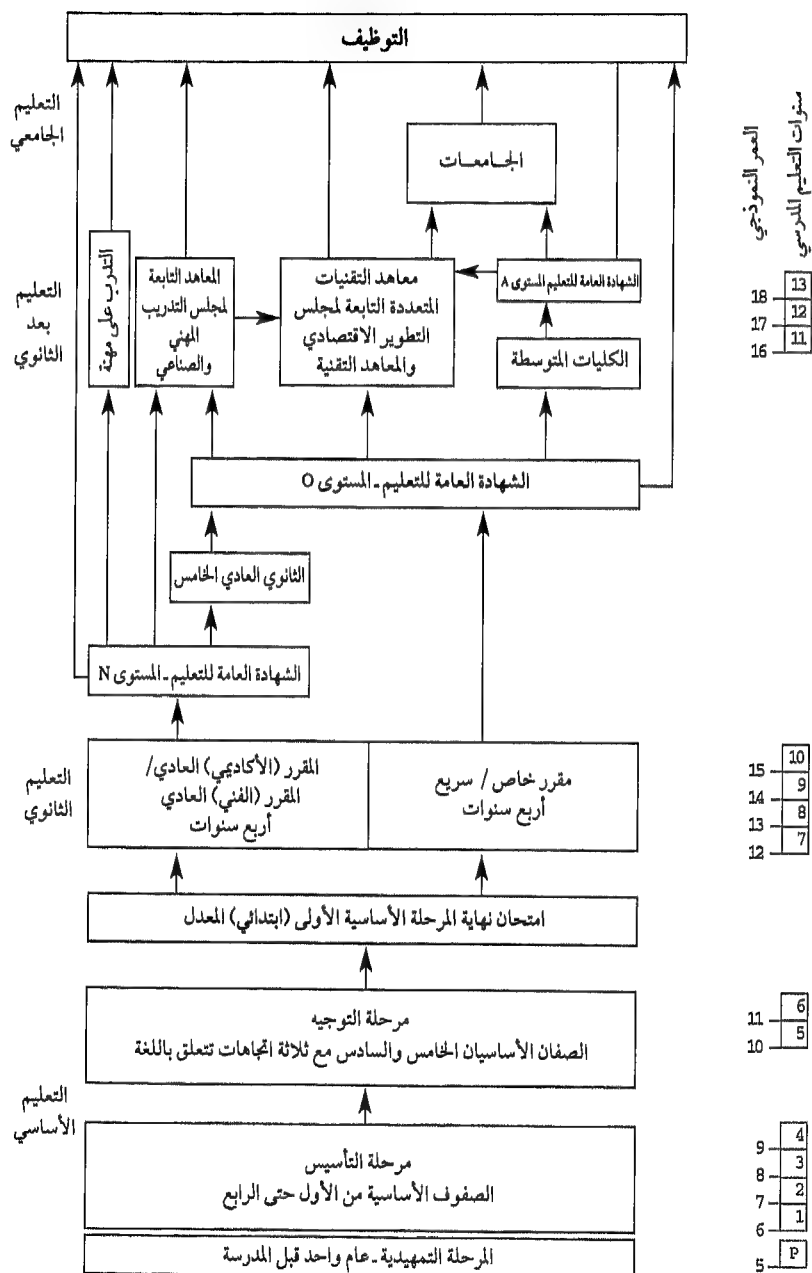 التوظيف
التعليم
الجامعي
الجامعات
العمر النموذجي
سنوات التعليم المدرسي
التعليم
بعد
الثانوي
التدرب على مهنة
المعاهد التابعة
لمجلس التدريب
المهني
والصناعي
معاهد التقنيات
المتعددة التابعة لمجلس
التطوير الاقتصادي
والمعاهد التقنية
الشهادة العامة للتعليم المستوى A
الكليات المتوسطة
13
18
12
17
11
16
الشهادة العامة للتعليم - المستوى O
الثانوي العادي الخامس
الشهادة العامة للتعليم - المستوى N
التعليم
الثانوي
المقرر (الأكاديمي) العادي/
المقرر (الفني) العادي
أربع سنوات
مقرر خاص / سريع
أربع سنوات
10
15
9
14
8
13
7
12
امتحان نهاية المرحلة الأساسية الأولى (ابتدائي) المعدل
مرحلة التوجيه
الصفان الأساسيان الخامس والسادس مع ثلاثة اتجاهات تتعلق باللغة
6
11
5
10
التعليم
الأساسي
مرحلة التأسيس
الصفوف الأساسية من الأول حتى الرابع
4
9
3
8
2
7
1
6
المرحلة التمهيدية - عام واحد قبل المدرسة
P
5